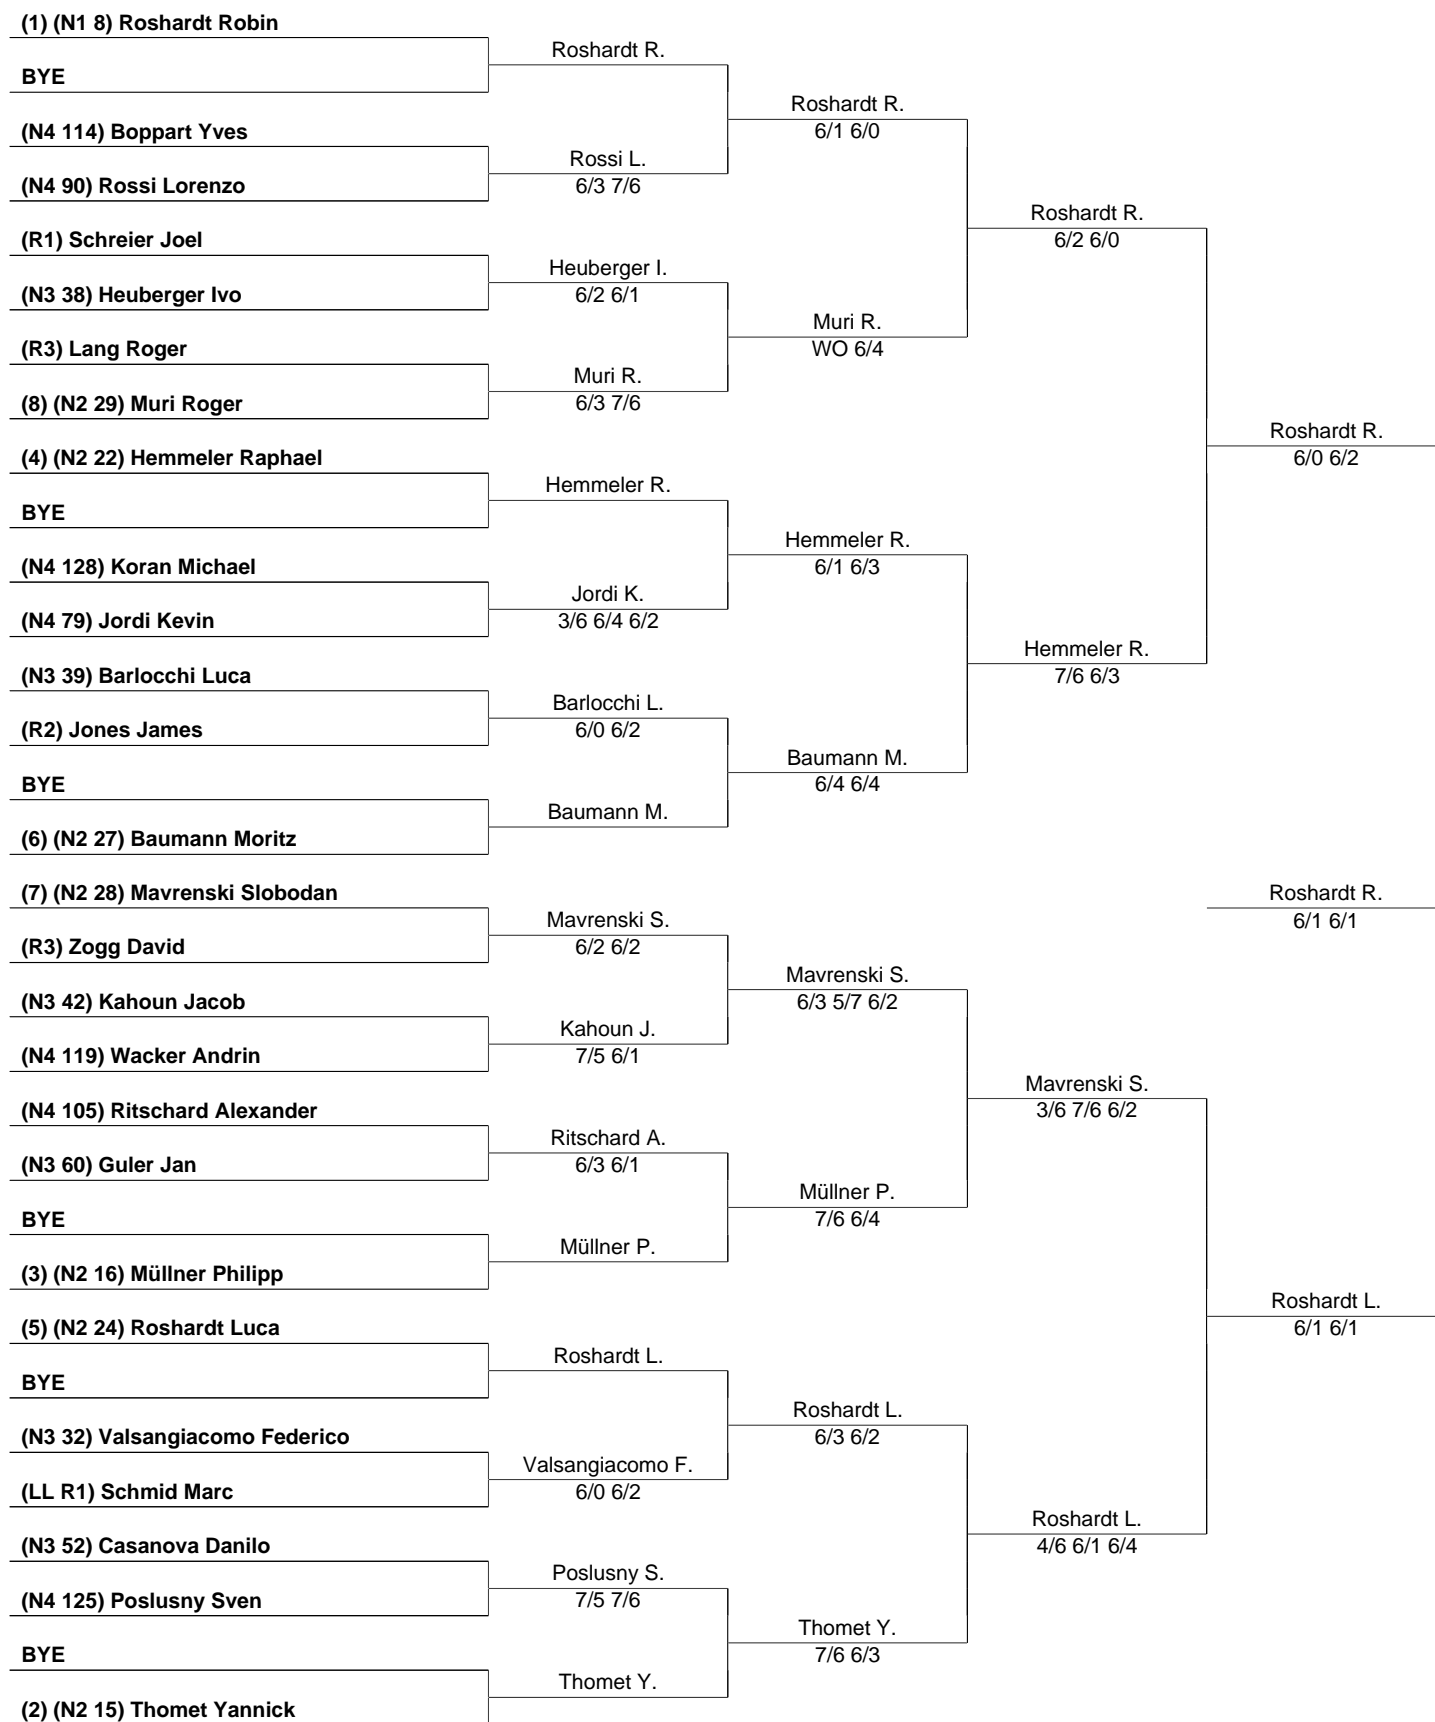 (1) (N1 8) Roshardt Robin
BYE
(N4 114) Boppart Yves
(N4 90) Rossi Lorenzo
(R1) Schreier Joel
(N3 38) Heuberger Ivo
(R3) Lang Roger
(8) (N2 29) Muri Roger
(4) (N2 22) Hemmeler Raphael
BYE
(N4 128) Koran Michael
(N4 79) Jordi Kevin
(N3 39) Barlocchi Luca
(R2) Jones James
BYE
(6) (N2 27) Baumann Moritz
(7) (N2 28) Mavrenski Slobodan
(R3) Zogg David
(N3 42) Kahoun Jacob
(N4 119) Wacker Andrin
(N4 105) Ritschard Alexander
(N3 60) Guler Jan
BYE
(3) (N2 16) Müllner Philipp
(5) (N2 24) Roshardt Luca
BYE
(N3 32) Valsangiacomo Federico
(LL R1) Schmid Marc
(N3 52) Casanova Danilo
(N4 125) Poslusny Sven
BYE
(2) (N2 15) Thomet Yannick
Roshardt R.
Rossi L.
6/3 7/6
Heuberger I.
6/2 6/1
Muri R.
6/3 7/6
Hemmeler R.
Jordi K.
3/6 6/4 6/2
Barlocchi L.
6/0 6/2
Baumann M.
Mavrenski S.
6/2 6/2
Kahoun J.
7/5 6/1
Ritschard A.
6/3 6/1
Müllner P.
Roshardt L.
Valsangiacomo F.
6/0 6/2
Poslusny S.
7/5 7/6
Thomet Y.
Roshardt R.
6/1 6/0
Muri R.
WO 6/4
Hemmeler R.
6/1 6/3
Baumann M.
6/4 6/4
Mavrenski S.
6/3 5/7 6/2
Müllner P.
7/6 6/4
Roshardt L.
6/3 6/2
Thomet Y.
7/6 6/3
Roshardt R.
6/2 6/0
Hemmeler R.
7/6 6/3
Mavrenski S.
3/6 7/6 6/2
Roshardt L.
4/6 6/1 6/4
Roshardt R.
6/0 6/2
Roshardt R.
6/1 6/1
Roshardt L.
6/1 6/1